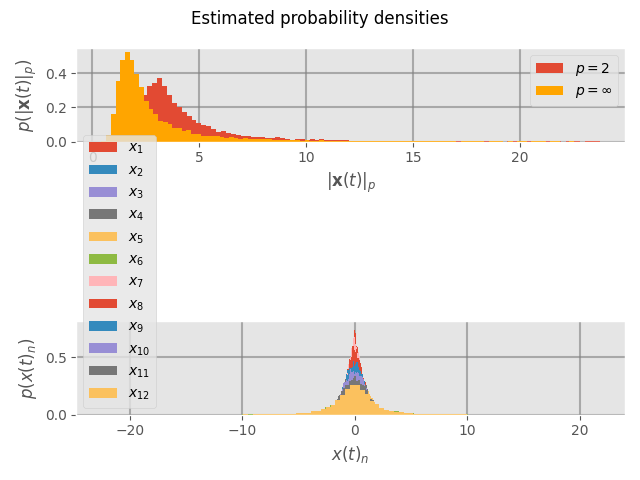 Estimated probability densities
p(|𝐱(t)|ₚ)
0.4
0.2
0.0
p = 2
p = ∞
0
5
10
15
20
|𝐱(t)|ₚ
x₁
x₂
x₃
x₄
x₅
x₆
x₇
x₈
x₉
x₁₀
x₁₁
x₁₂
p(x(t)ₙ)
0.5
0.0
−20
−10
0
10
20
x(t)ₙ